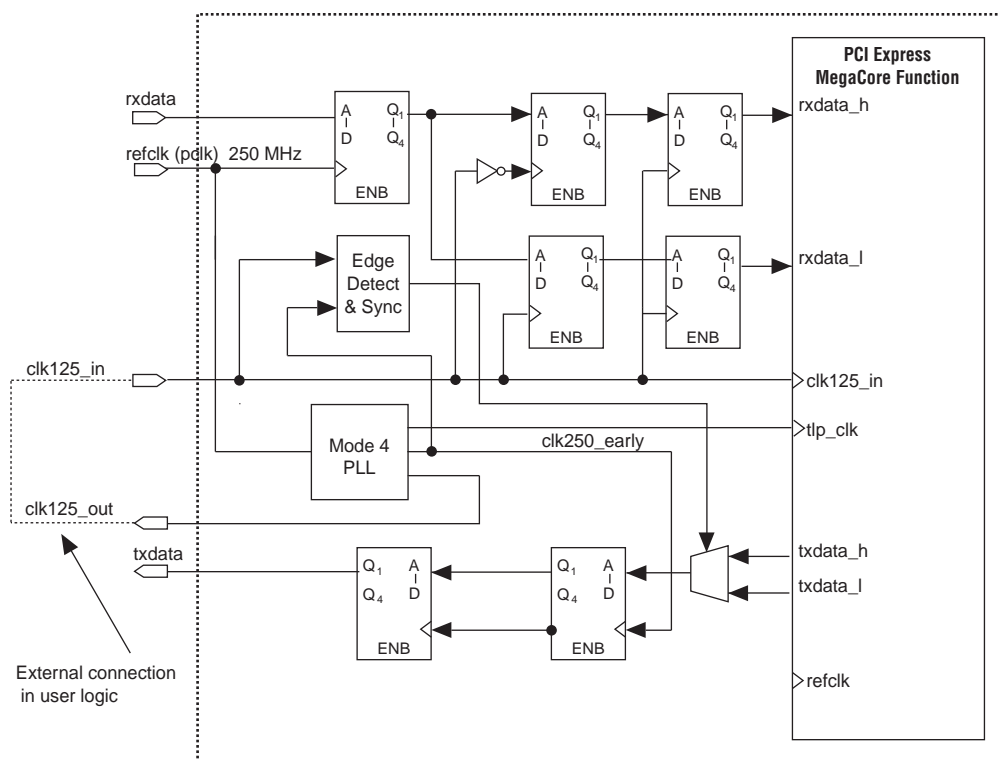 PCI Express
MegaCore Function
rxdata
A
D
Q1
Q4
ENB
A
D
Q1
Q4
ENB
A
D
Q1
Q4
ENB
rxdata_h
refclk (pclk) 250 MHz
Edge
Detect
& Sync
A
D
Q1
Q4
ENB
A
D
Q1
Q4
ENB
rxdata_l
clk125_in
clk125_in
Mode 4
PLL
clk250_early
tlp_clk
clk125_out
txdata
Q1
Q4
A
D
ENB
Q1
Q4
A
D
ENB
txdata_h
txdata_l
External connection
in user logic
refclk